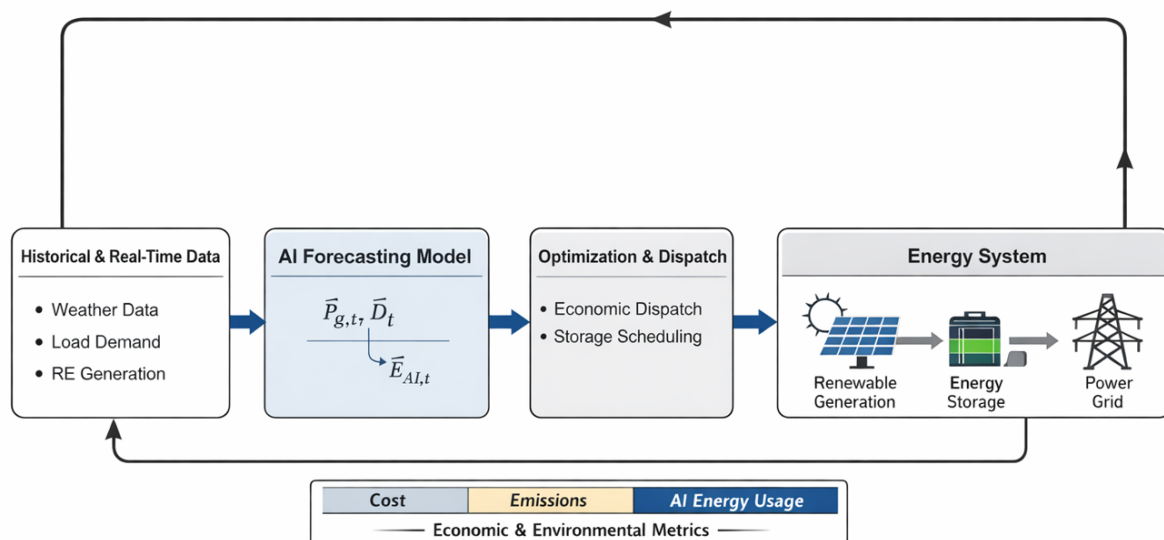 Historical & Real-Time Data
• Weather Data
• Load Demand
• RE Generation
AI Forecasting Model
P⃗g,t, D⃗t
E⃗AI,t
Optimization & Dispatch
• Economic Dispatch
• Storage Scheduling
Energy System
Renewable
Generation
Energy
Storage
Power
Grid
Cost
Emissions
AI Energy Usage
Economic & Environmental Metrics